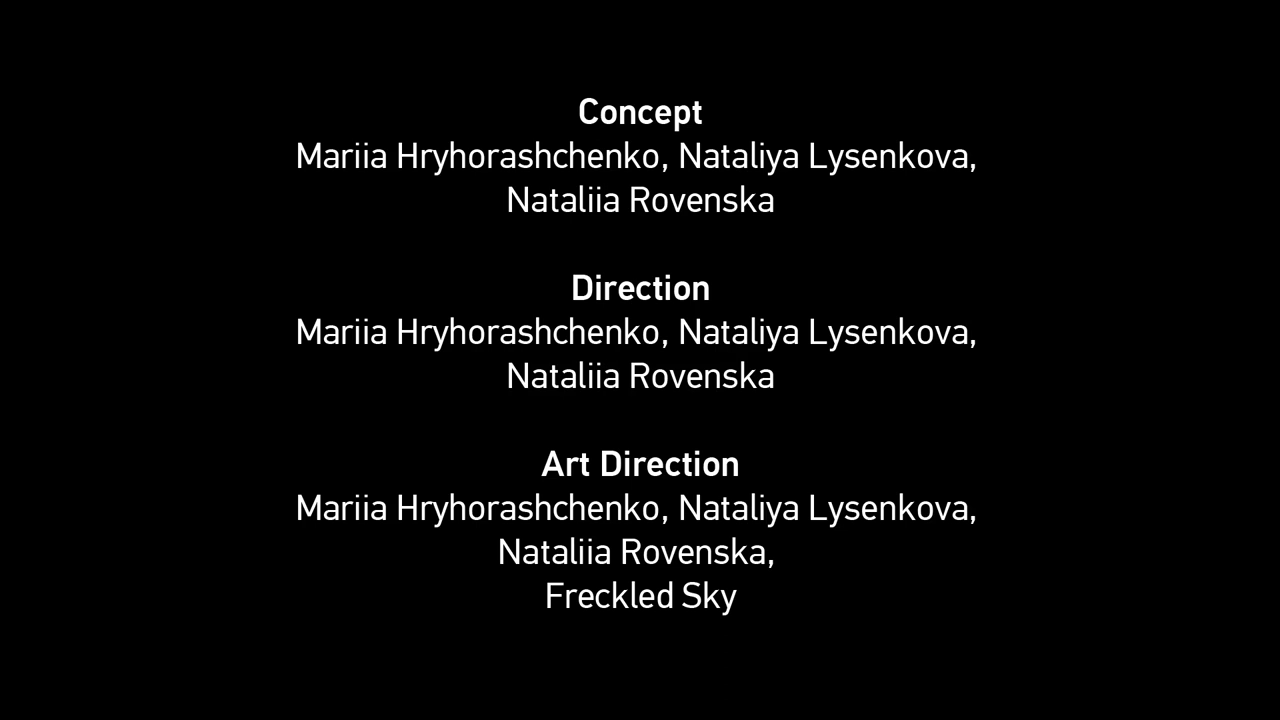 Concept
Mariia Hryhorashchenko, Nataliya Lysenkova,
Nataliia Rovenska
Direction
Mariia Hryhorashchenko, Nataliya Lysenkova,
Nataliia Rovenska
Art Direction
Mariia Hryhorashchenko, Nataliya Lysenkova,
Nataliia Rovenska,
Freckled Sky